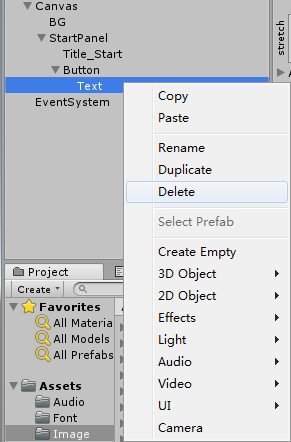 Canvas
stretch
BG
StartPanel
Title_Start
Button
Text
EventSystem
Copy
Paste
Rename
Duplicate
Delete
Select Prefab
Create Empty
3D Object
2D Object
Effects
Light
Audio
Video
UI
Camera
Project
Create
Favorites
All Materia
All Models
All Prefabs
Assets
Audio
Font
Image